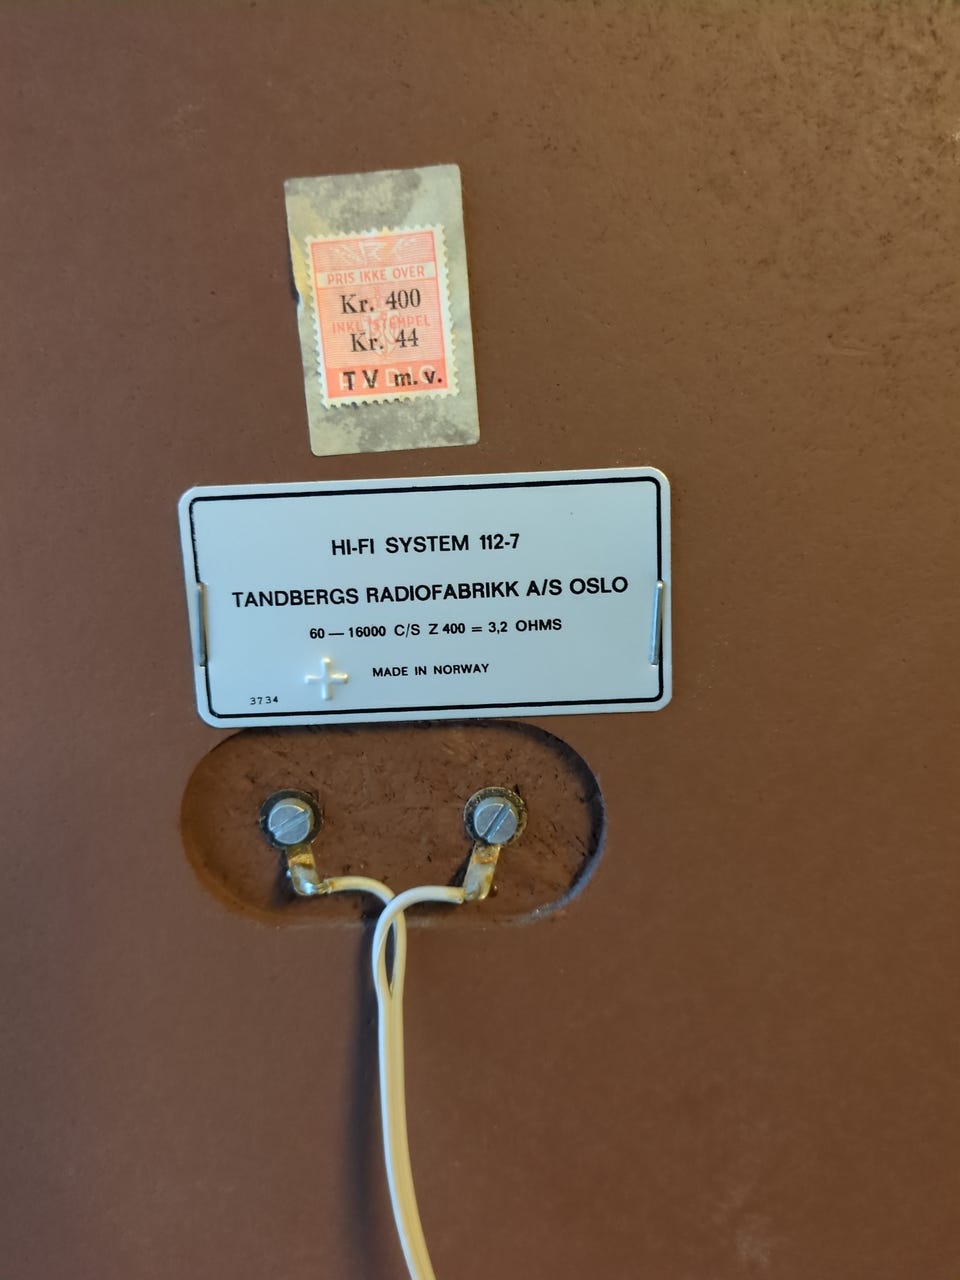 PRIS IKKE OVER
Kr. 400
INKL. STEMPEL
Kr. 44
RADIO
TV m.v.
HI-FI SYSTEM 112-7
TANDBERGS RADIOFABRIKK A/S OSLO
60 — 16000 C/S Z 400 = 3,2 OHMS
MADE IN NORWAY
3734